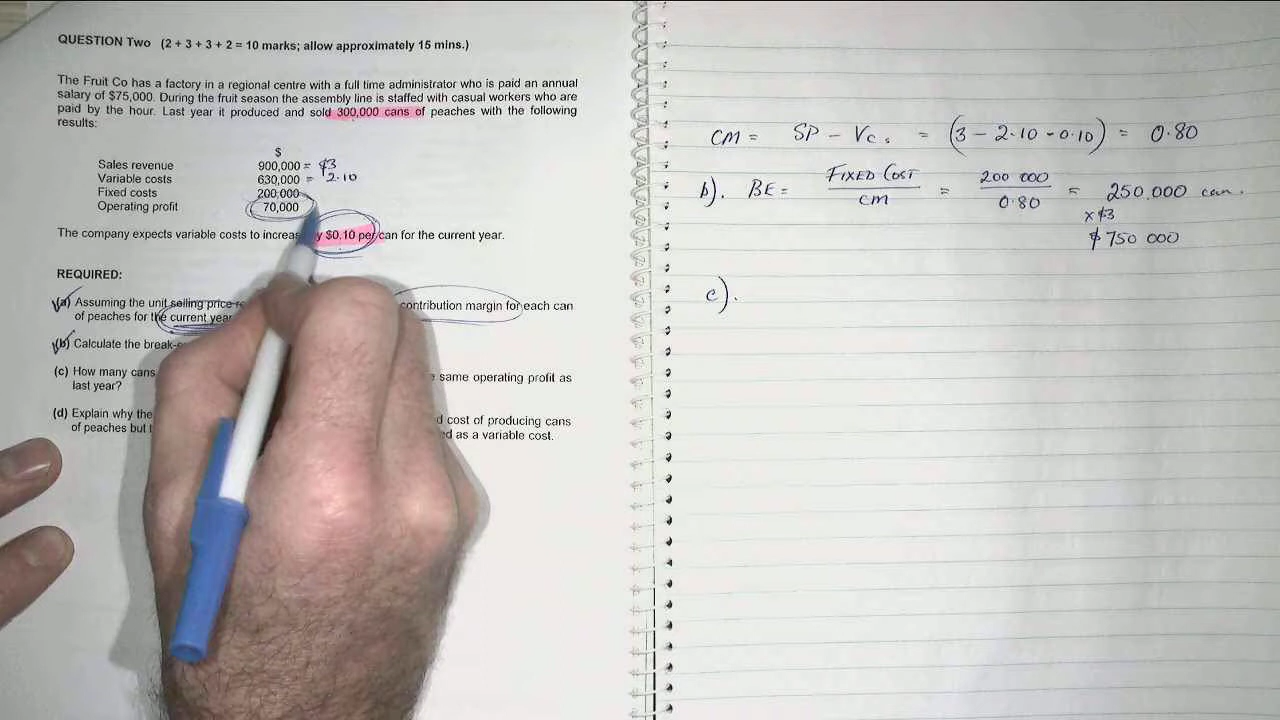 QUESTION Two (2 + 3 + 3 + 2 = 10 marks; allow approximately 15 mins.)
The Fruit Co has a factory in a regional centre with a full time administrator who is paid an annual
salary of $75,000. During the fruit season the assembly line is staffed with casual workers who are
paid by the hour. Last year it produced and sold 300,000 cans of peaches with the following
results:
$
Sales revenue 900,000 = $3
Variable costs 630,000 = 2.10
Fixed costs 200,000
Operating profit 70,000
The company expects variable costs to increase $0.10 per can for the current year.
REQUIRED:
(a) Assuming the unit selling price contribution margin for each can
of peaches for the current year
(b) Calculate the break-
(c) How many cans same operating profit as
last year?
(d) Explain why the cost of producing cans
of peaches but as a variable cost.
CM = SP - Vc. = (3 - 2.10 - 0.10) = 0.80
b). BE = FIXED COST / CM = 200 000 / 0.80 = 250,000 can.
x $3
$ 750 000
c).